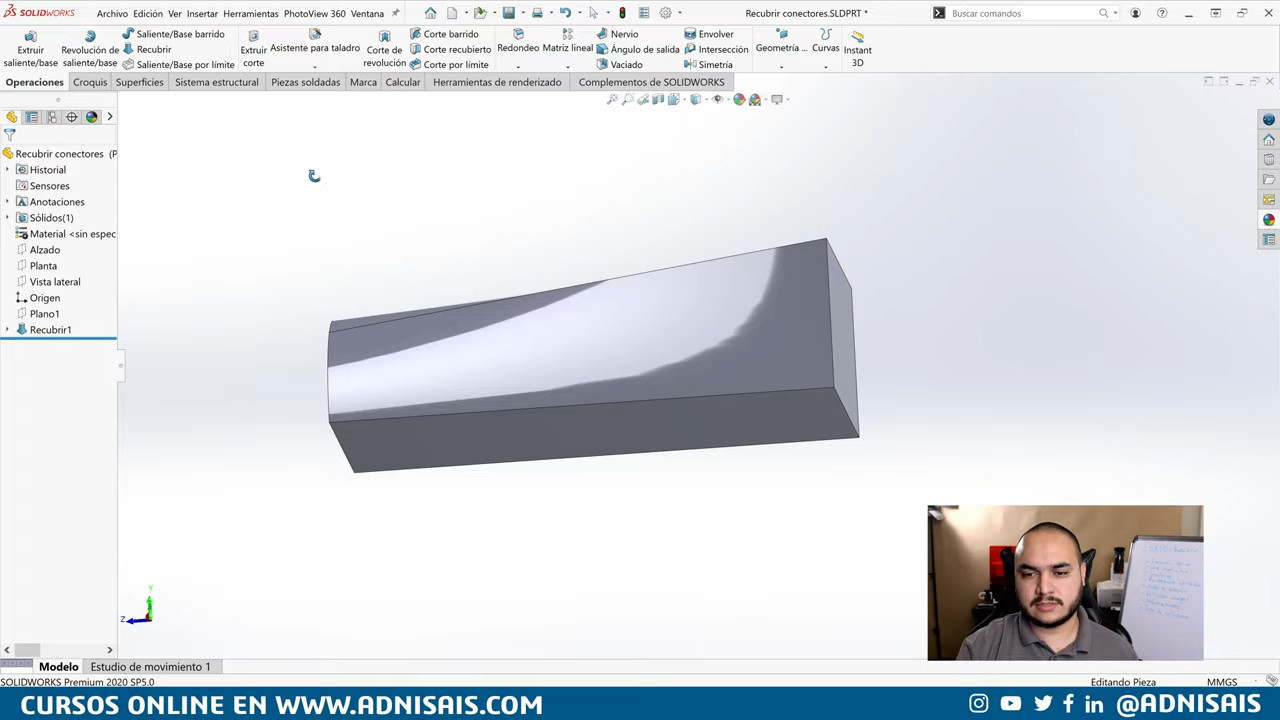 SOLIDWORKS
Archivo Edición Ver Insertar Herramientas PhotoView 360 Ventana
Recubrir conectores.SLDPRT *
Buscar comandos
Extruir saliente/base
Revolución de saliente/base
Saliente/Base barrido
Recubrir
Saliente/Base por límite
Extruir corte
Asistente para taladro
Corte de revolución
Corte barrido
Corte recubierto
Corte por límite
Redondeo
Matriz lineal
Nervio
Ángulo de salida
Vaciado
Envolver
Intersección
Simetría
Geometría ...
Curvas
Instant 3D
Operaciones Croquis Superficies Sistema estructural Piezas soldadas Marca Calcular Herramientas de renderizado Complementos de SOLIDWORKS
Recubrir conectores (P
Historial
Sensores
Anotaciones
Sólidos(1)
Material <sin espec
Alzado
Planta
Vista lateral
Origen
Plano1
Recubrir1
Y
Z
Modelo Estudio de movimiento 1
SOLIDWORKS Premium 2020 SP5.0
Editando Pieza
MMGS
CURSOS ONLINE EN WWW.ADNISAIS.COM
@ADNISAIS